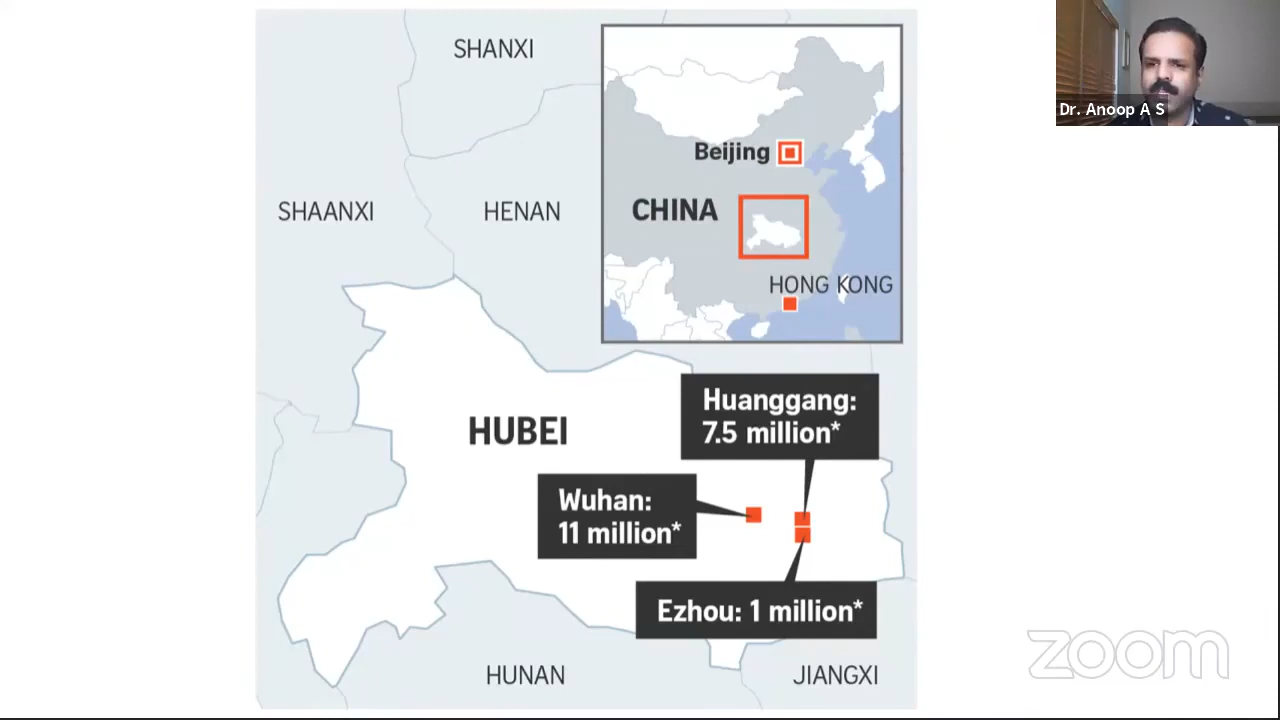 SHANXI
SHAANXI
HENAN
Beijing
CHINA
HONG KONG
HUBEI
Huanggang:
7.5 million*
Wuhan:
11 million*
Ezhou: 1 million*
HUNAN
JIANGXI
Dr. Anoop A S
zoom